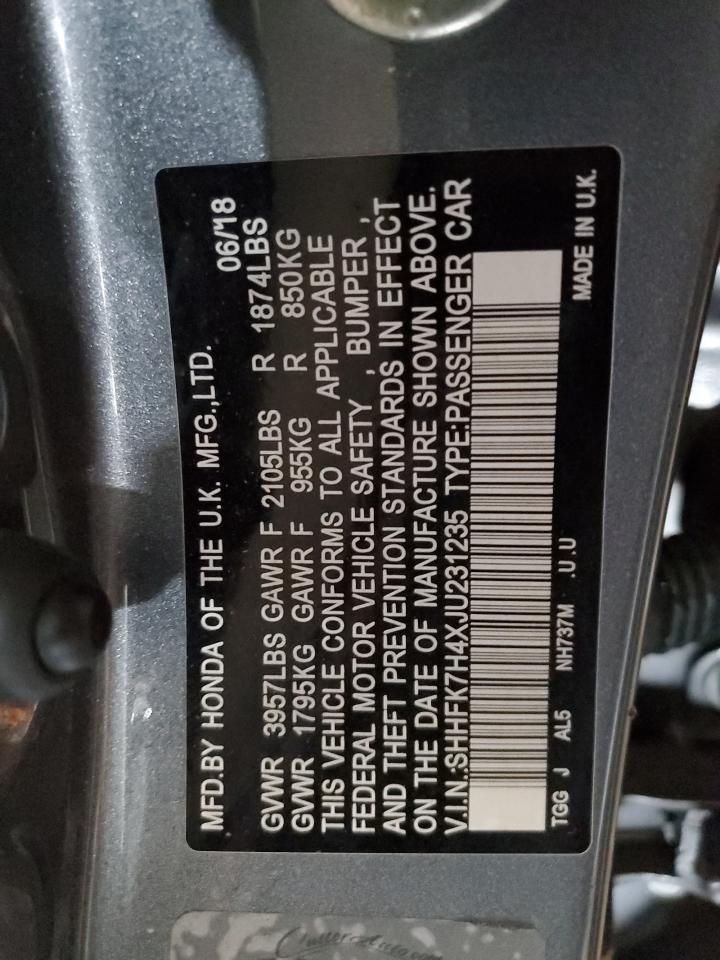 MFD.BY HONDA OF THE U.K. MFG.,LTD. 06/18
GVWR 3957LBS GAWR F 2105LBS R 1874LBS
GVWR 1795KG GAWR F 955KG R 850KG
THIS VEHICLE CONFORMS TO ALL APPLICABLE
FEDERAL MOTOR VEHICLE SAFETY , BUMPER ,
AND THEFT PREVENTION STANDARDS IN EFFECT
ON THE DATE OF MANUFACTURE SHOWN ABOVE.
V.I.N.:SHHFK7H4XJU231235 TYPE:PASSENGER CAR
TGG J AL5 NH737M .U.U MADE IN U.K.